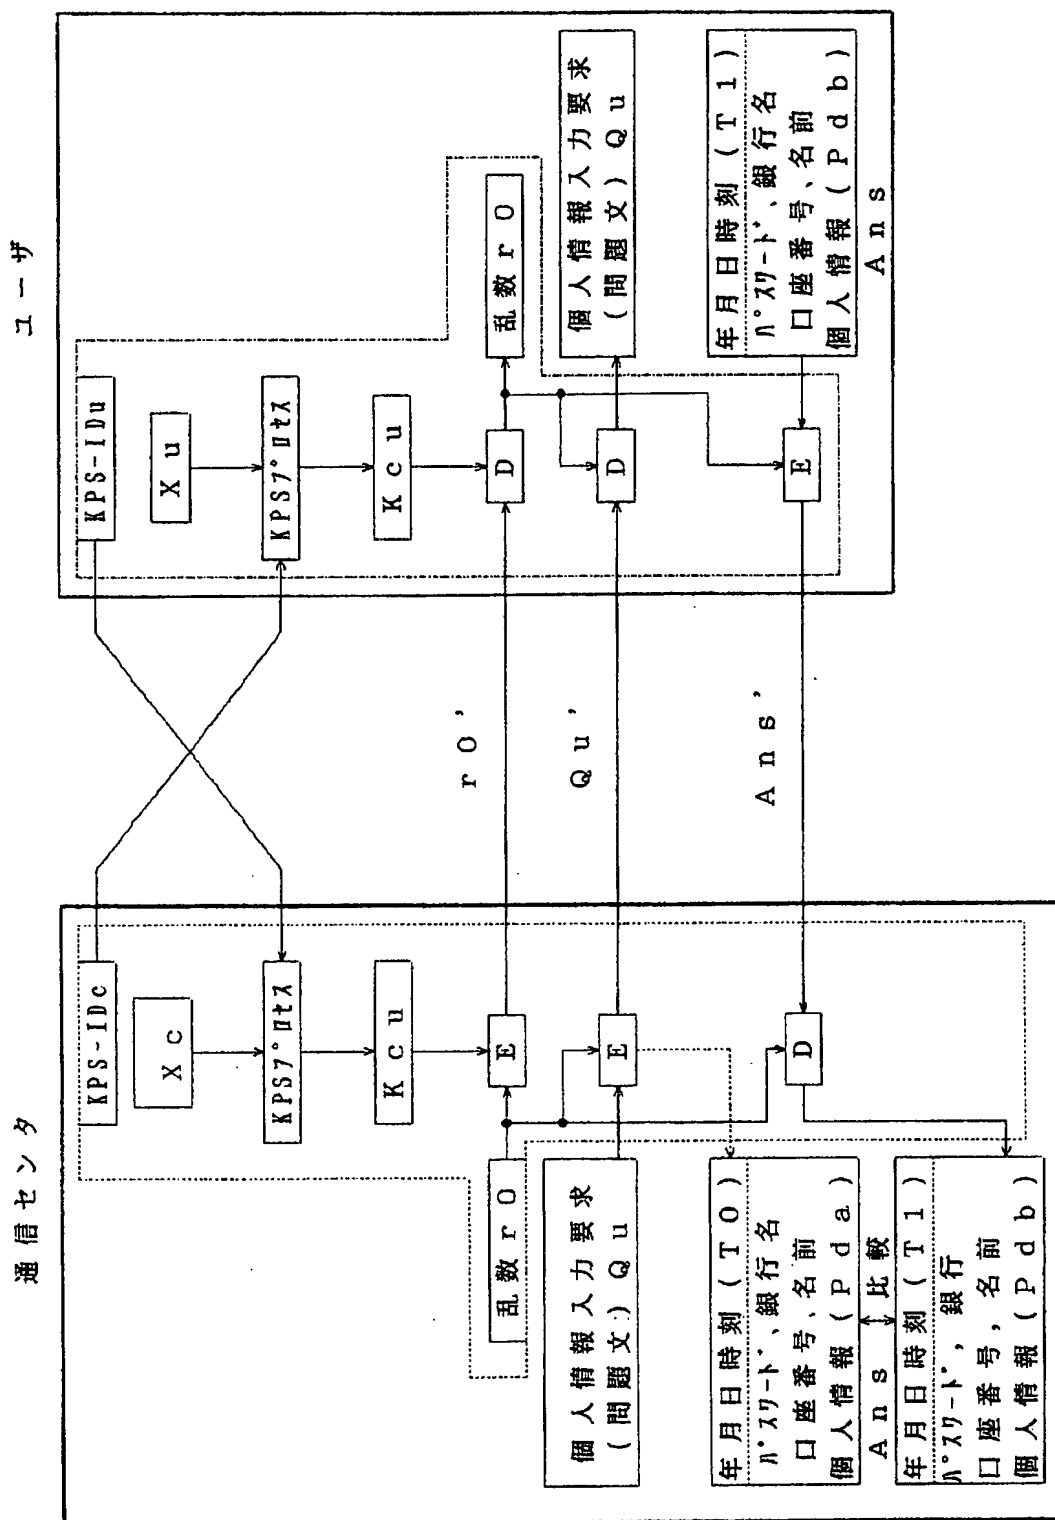 通信センタ
KPS-IDc
Xc
KPSプロセス
Kcu
乱数r0
E
個人情報入力要求
(問題文)Qu
E
D
年月日時刻(T0)
パスワード、銀行名
口座番号、名前
個人情報(Pda)
Ans
比較
年月日時刻(T1)
パスワード,銀行
口座番号,名前
個人情報(Pdb)
r0'
Qu'
Ans'
ユーザ
KPS-IDu
Xu
KPSプロセス
Kcu
D
乱数r0
D
個人情報入力要求
(問題文)Qu
E
年月日時刻(T1)
パスワード、銀行名
口座番号、名前
個人情報(Pdb)
Ans